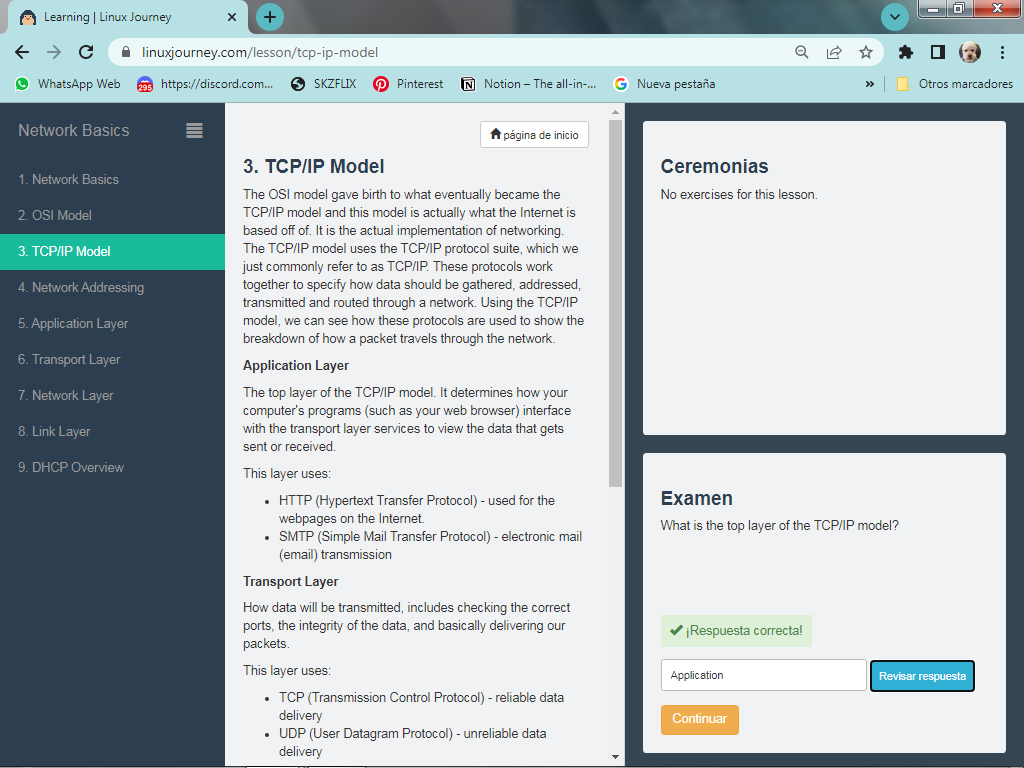 Learning | Linux Journey
linuxjourney.com/lesson/tcp-ip-model
WhatsApp Web
295
https://discord.com...
SKZFLIX
Pinterest
Notion – The all-in-...
Nueva pestaña
»
Otros marcadores
Network Basics
1. Network Basics
2. OSI Model
3. TCP/IP Model
4. Network Addressing
5. Application Layer
6. Transport Layer
7. Network Layer
8. Link Layer
9. DHCP Overview
página de inicio
3. TCP/IP Model
The OSI model gave birth to what eventually became the
TCP/IP model and this model is actually what the Internet is
based off of. It is the actual implementation of networking.
The TCP/IP model uses the TCP/IP protocol suite, which we
just commonly refer to as TCP/IP. These protocols work
together to specify how data should be gathered, addressed,
transmitted and routed through a network. Using the TCP/IP
model, we can see how these protocols are used to show the
breakdown of how a packet travels through the network.
Application Layer
The top layer of the TCP/IP model. It determines how your
computer's programs (such as your web browser) interface
with the transport layer services to view the data that gets
sent or received.
This layer uses:
• HTTP (Hypertext Transfer Protocol) - used for the
webpages on the Internet.
• SMTP (Simple Mail Transfer Protocol) - electronic mail
(email) transmission
Transport Layer
How data will be transmitted, includes checking the correct
ports, the integrity of the data, and basically delivering our
packets.
This layer uses:
• TCP (Transmission Control Protocol) - reliable data
delivery
• UDP (User Datagram Protocol) - unreliable data
delivery
Ceremonias
No exercises for this lesson.
Examen
What is the top layer of the TCP/IP model?
¡Respuesta correcta!
Application
Revisar respuesta
Continuar